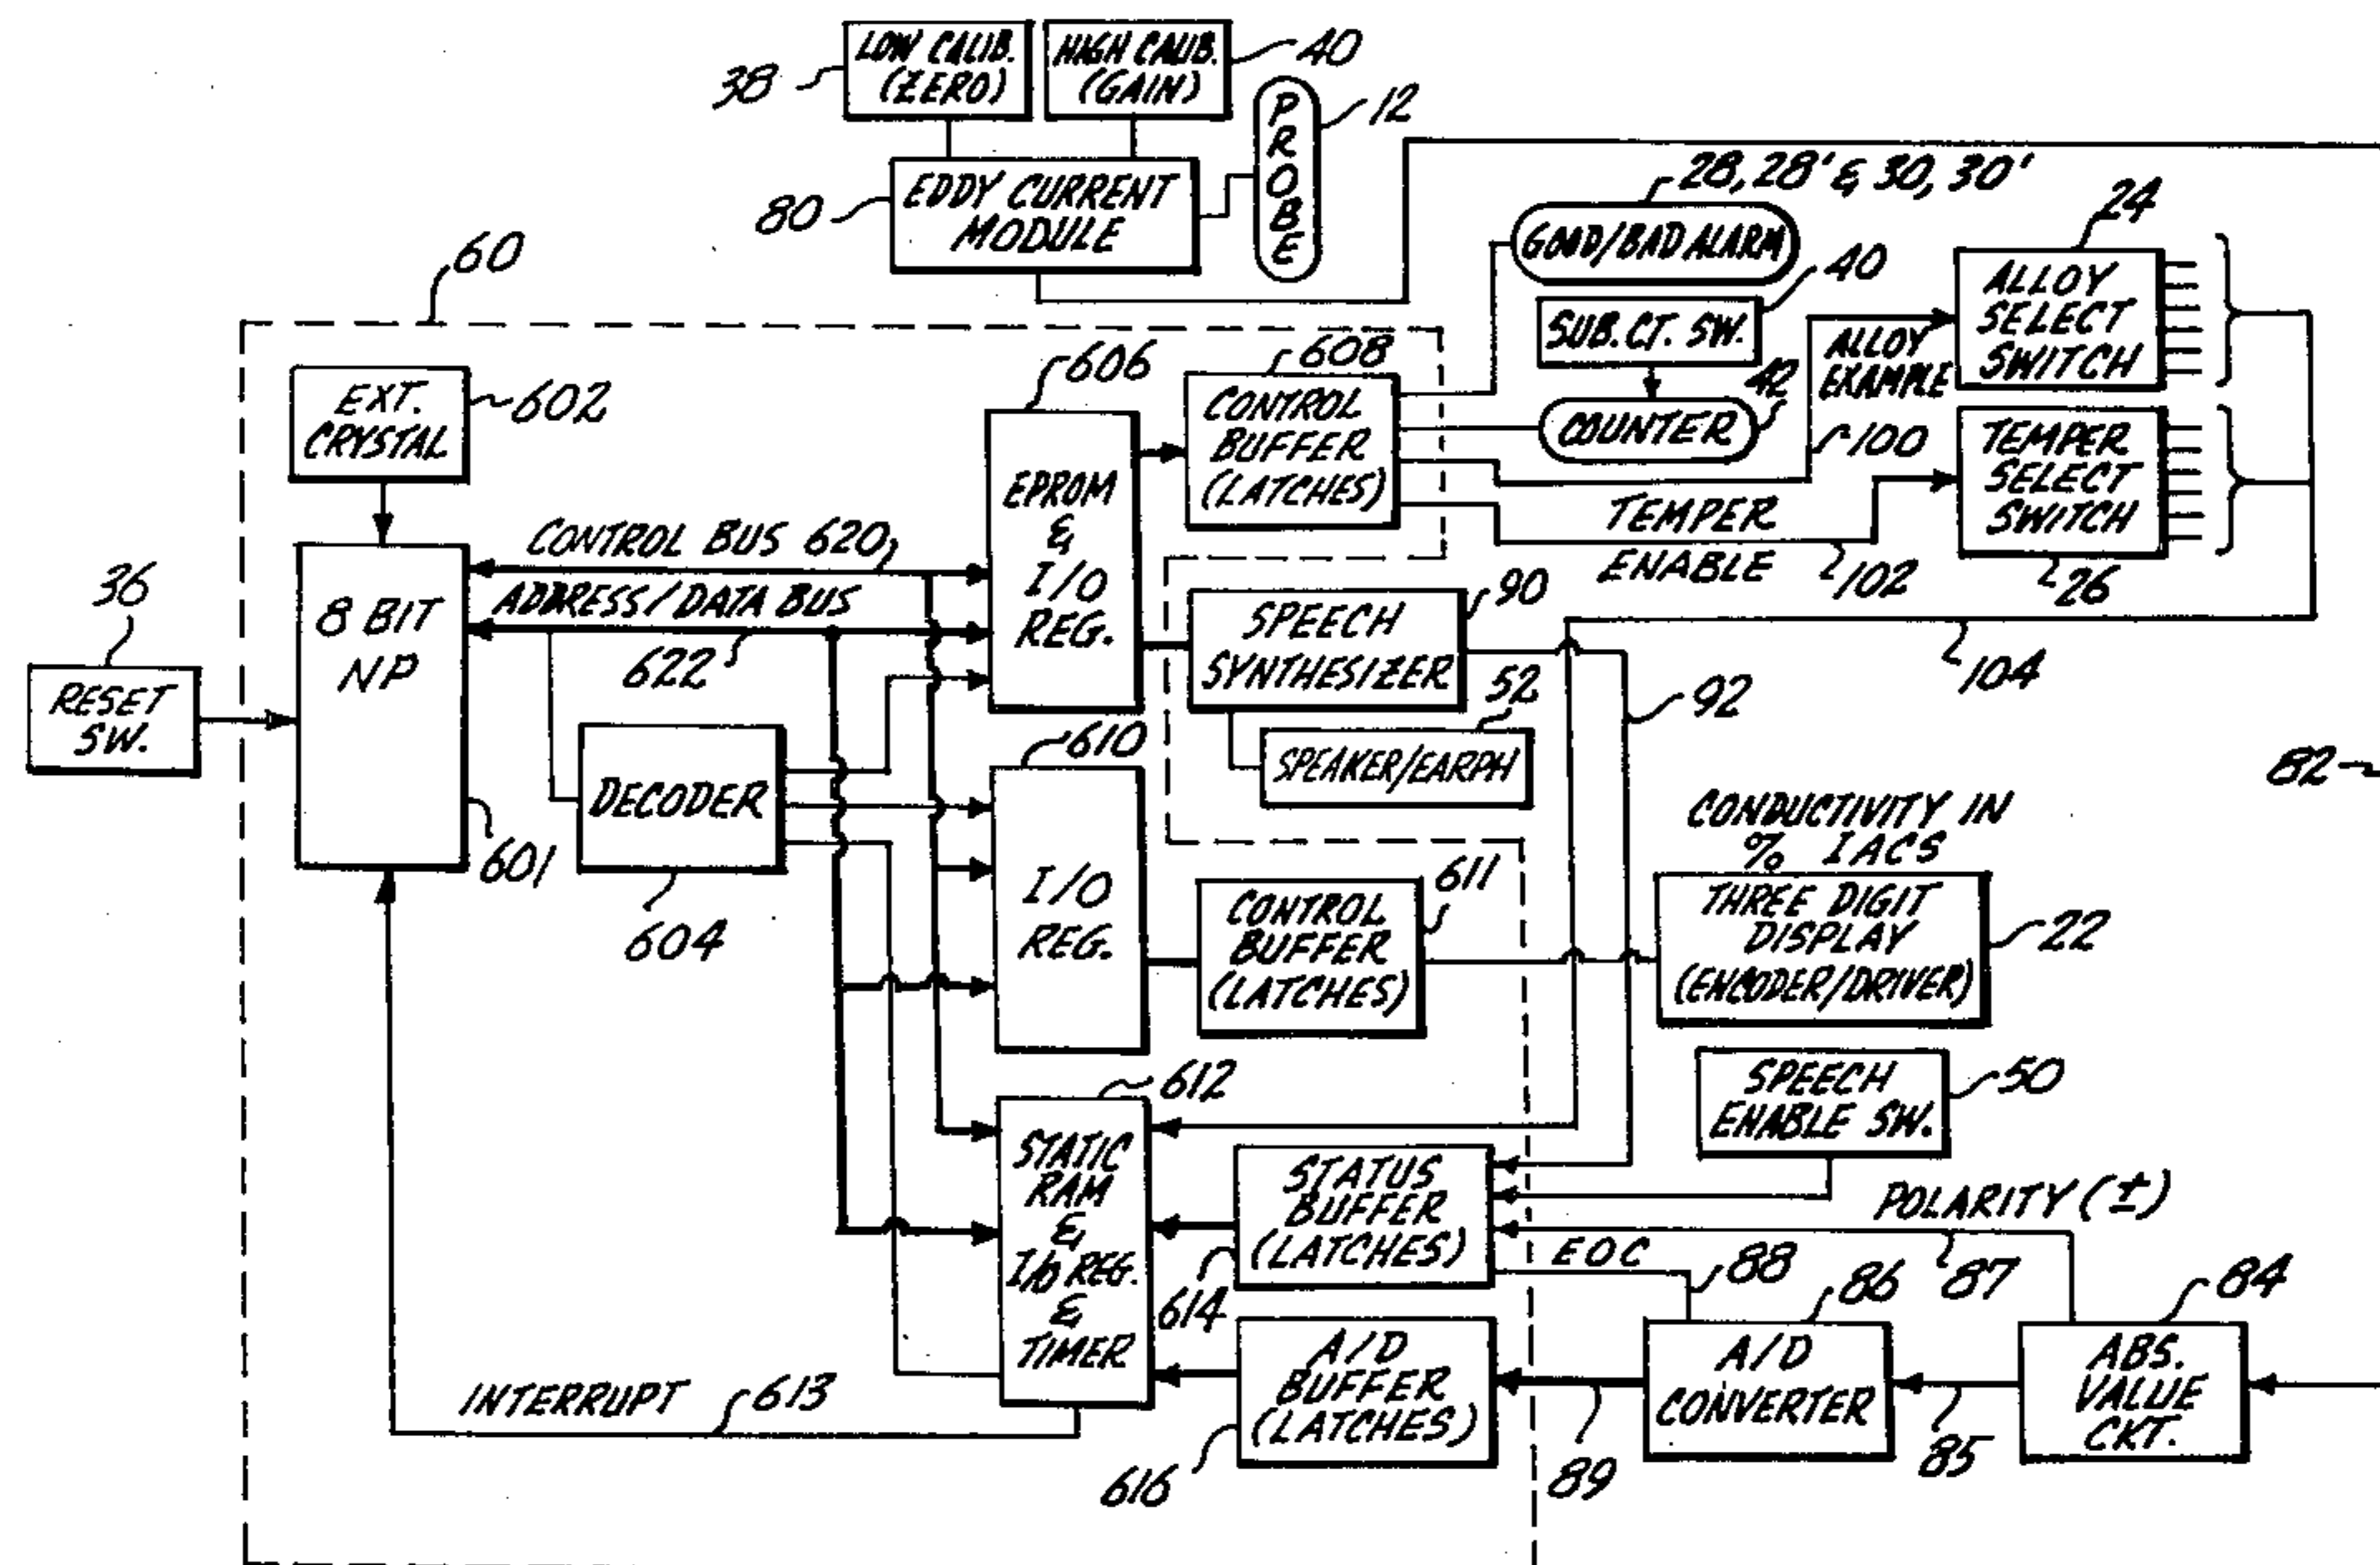 LOW CALIB.
(ZERO)
38
HIGH CALIB.
(GAIN)
40
PROBE
12
EDDY CURRENT
MODULE
80
28, 28' & 30, 30'
GOOD/BAD ALARM
SUB. CT. SW.
40
COUNTER
42
24
ALLOY
SELECT
SWITCH
ALLOY
EXAMPLE
100
TEMPER
SELECT
SWITCH
26
TEMPER
ENABLE
102
104
60
EXT.
CRYSTAL
602
606
EPROM
&
I/O
REG.
608
CONTROL
BUFFER
(LATCHES)
CONTROL BUS 620
ADDRESS/DATA BUS
622
8 BIT
NP
601
36
RESET
SW.
DECODER
604
SPEECH
SYNTHESIZER
90
52
SPEAKER/EARPH
92
82
610
I/O
REG.
CONTROL
BUFFER
(LATCHES)
611
CONDUCTIVITY IN
% IACS
THREE DIGIT
DISPLAY
(ENCODER/DRIVER)
22
SPEECH
ENABLE SW.
50
612
STATIC
RAM
&
I/O REG.
&
TIMER
STATUS
BUFFER
(LATCHES)
614
POLARITY (±)
87
EOC
88
A/D
BUFFER
(LATCHES)
616
89
86
A/D
CONVERTER
85
84
ABS.
VALUE
CKT.
INTERRUPT
613